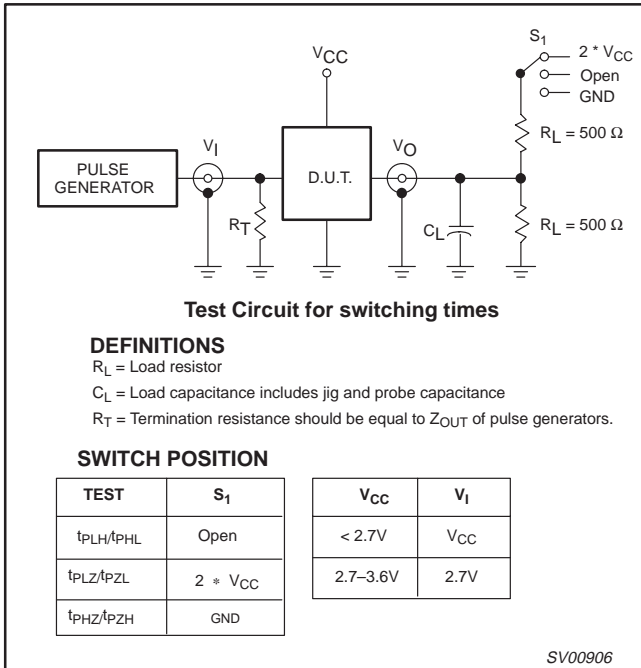 S1
2 * VCC
Open
GND
VCC
RL = 500 Ω
VI
VO
PULSE
GENERATOR
D.U.T.
RT
CL
RL = 500 Ω
Test Circuit for switching times
DEFINITIONS
RL = Load resistor
CL = Load capacitance includes jig and probe capacitance
RT = Termination resistance should be equal to ZOUT of pulse generators.
SWITCH POSITION
TEST S1
tPLH/tPHL Open
tPLZ/tPZL 2 * VCC
tPHZ/tPZH GND
VCC VI
< 2.7V VCC
2.7–3.6V 2.7V
SV00906